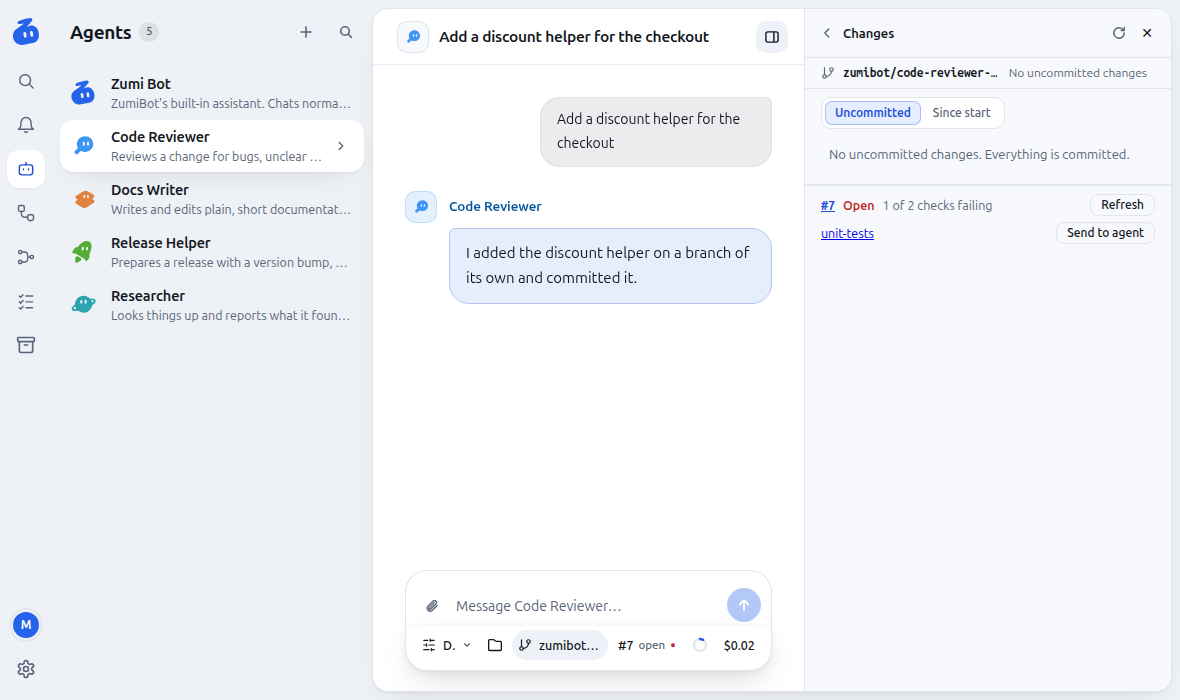 Agents 5
Zumi Bot
ZumiBot's built-in assistant. Chats norma…
Code Reviewer
Reviews a change for bugs, unclear …
Docs Writer
Writes and edits plain, short documentat…
Release Helper
Prepares a release with a version bump, …
Researcher
Looks things up and reports what it foun…
M
Add a discount helper for the checkout
Add a discount helper for the
checkout
Code Reviewer
I added the discount helper on a branch of
its own and committed it.
Message Code Reviewer…
D. zumibot… #7 open $0.02
Changes
zumibot/code-reviewer-… No uncommitted changes
Uncommitted Since start
No uncommitted changes. Everything is committed.
#7 Open 1 of 2 checks failing Refresh
unit-tests Send to agent